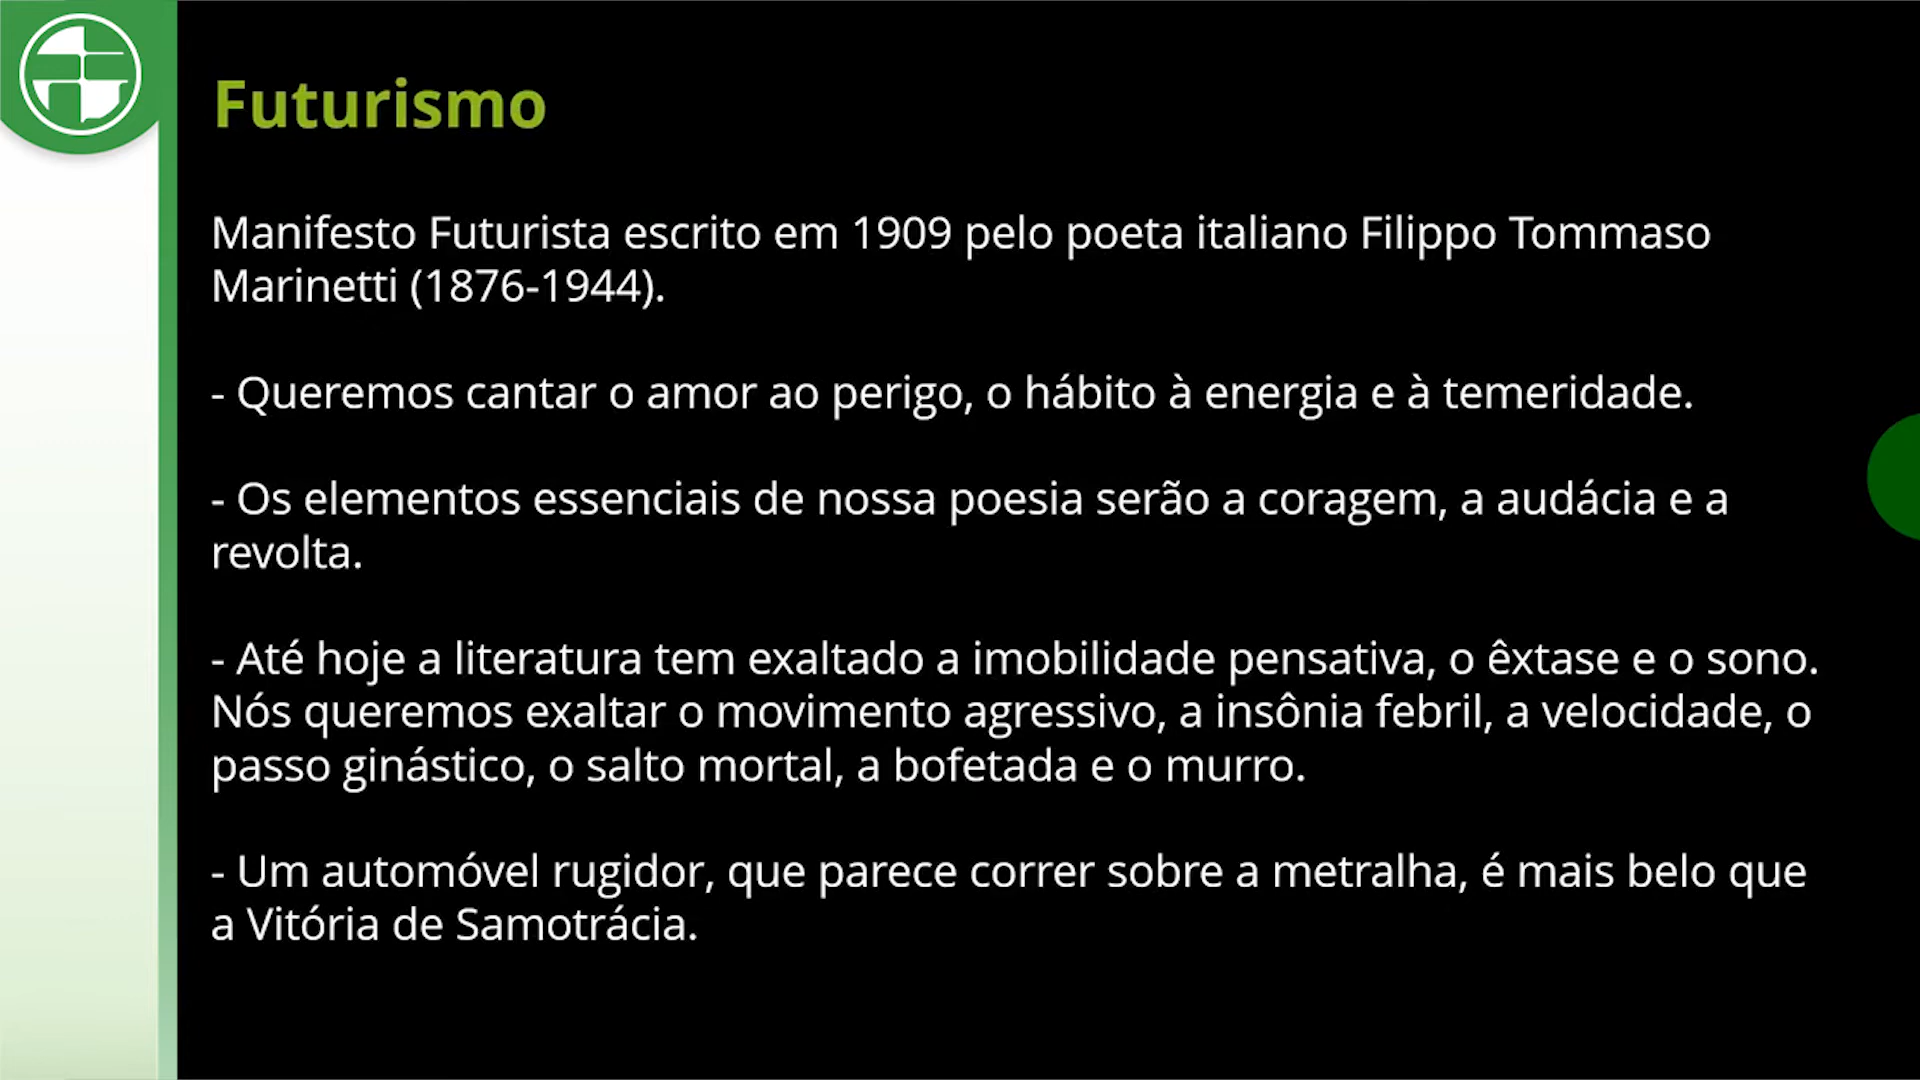 Futurismo
Manifesto Futurista escrito em 1909 pelo poeta italiano Filippo Tommaso
Marinetti (1876-1944).
- Queremos cantar o amor ao perigo, o hábito à energia e à temeridade.
- Os elementos essenciais de nossa poesia serão a coragem, a audácia e a
revolta.
- Até hoje a literatura tem exaltado a imobilidade pensativa, o êxtase e o sono.
Nós queremos exaltar o movimento agressivo, a insônia febril, a velocidade, o
passo ginástico, o salto mortal, a bofetada e o murro.
- Um automóvel rugidor, que parece correr sobre a metralha, é mais belo que
a Vitória de Samotrácia.